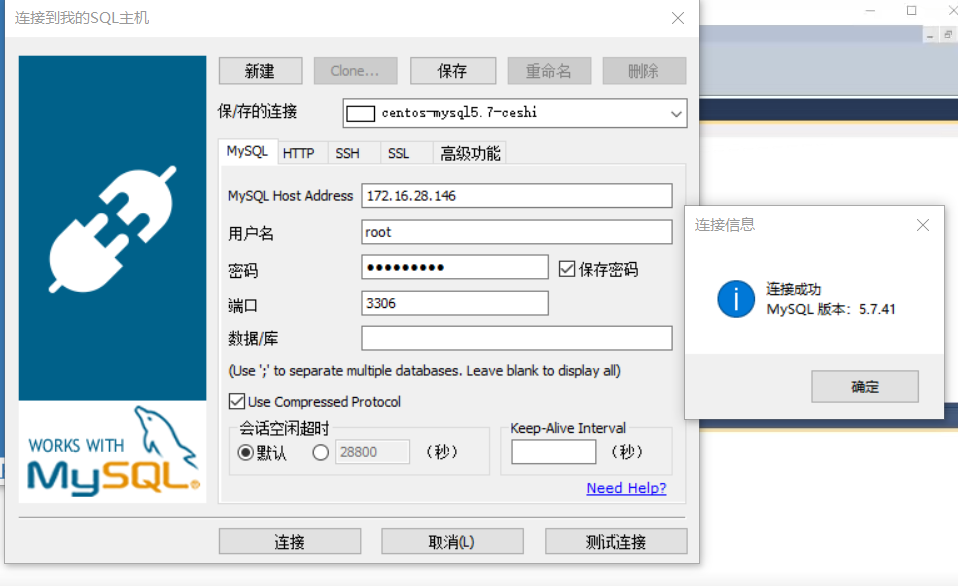 连接到我的SQL主机
新建
Clone...
保存
重命名
删除
保/存的连接
centos-mysql5.7-ceshi
MySQL
HTTP
SSH
SSL
高级功能
MySQL Host Address
172.16.28.146
用户名
root
密码
●●●●●●●●●
保存密码
端口
3306
数据/库
(Use ';' to separate multiple databases. Leave blank to display all)
Use Compressed Protocol
会话空闲超时
默认
28800
(秒)
Keep-Alive Interval
(秒)
Need Help?
WORKS WITH
MySQL
连接
取消(L)
测试连接
连接信息
连接成功
MySQL 版本: 5.7.41
确定